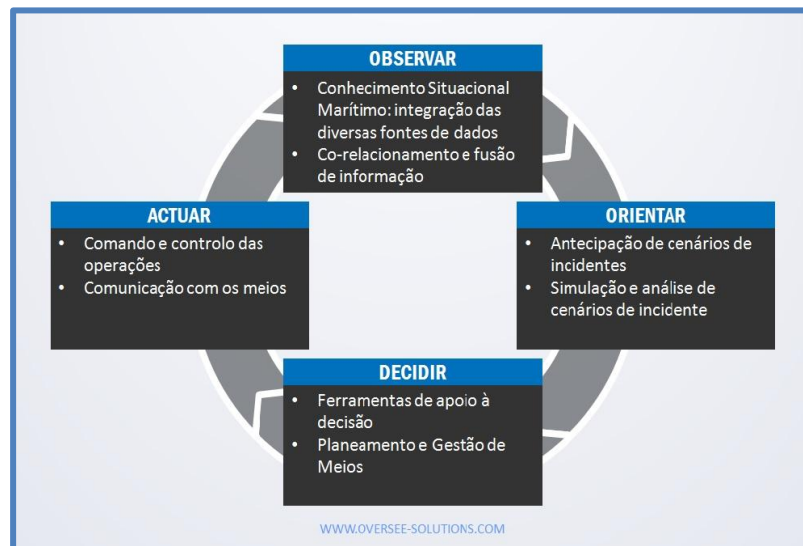 OBSERVAR
• Conhecimento Situacional
Marítimo: integração das
diversas fontes de dados
• Co-relacionamento e fusão
de informação
ORIENTAR
• Antecipação de cenários de
incidentes
• Simulação e análise de
cenários de incidente
DECIDIR
• Ferramentas de apoio à
decisão
• Planeamento e Gestão de
Meios
ACTUAR
• Comando e controlo das
operações
• Comunicação com os meios
WWW.OVERSEE-SOLUTIONS.COM